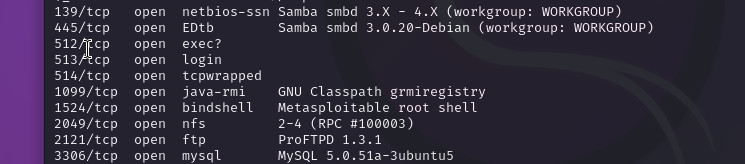 139/tcp open netbios-ssn Samba smbd 3.X - 4.X (workgroup: WORKGROUP)
445/tcp open EDtb Samba smbd 3.0.20-Debian (workgroup: WORKGROUP)
512/tcp open exec?
513/tcp open login
514/tcp open tcpwrapped
1099/tcp open java-rmi GNU Classpath grmiregistry
1524/tcp open bindshell Metasploitable root shell
2049/tcp open nfs 2-4 (RPC #100003)
2121/tcp open ftp ProFTPD 1.3.1
3306/tcp open mysql MySQL 5.0.51a-3ubuntu5